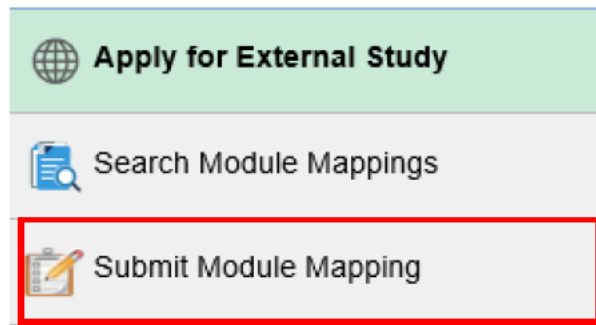 Apply for External Study
Search Module Mappings
Submit Module Mapping